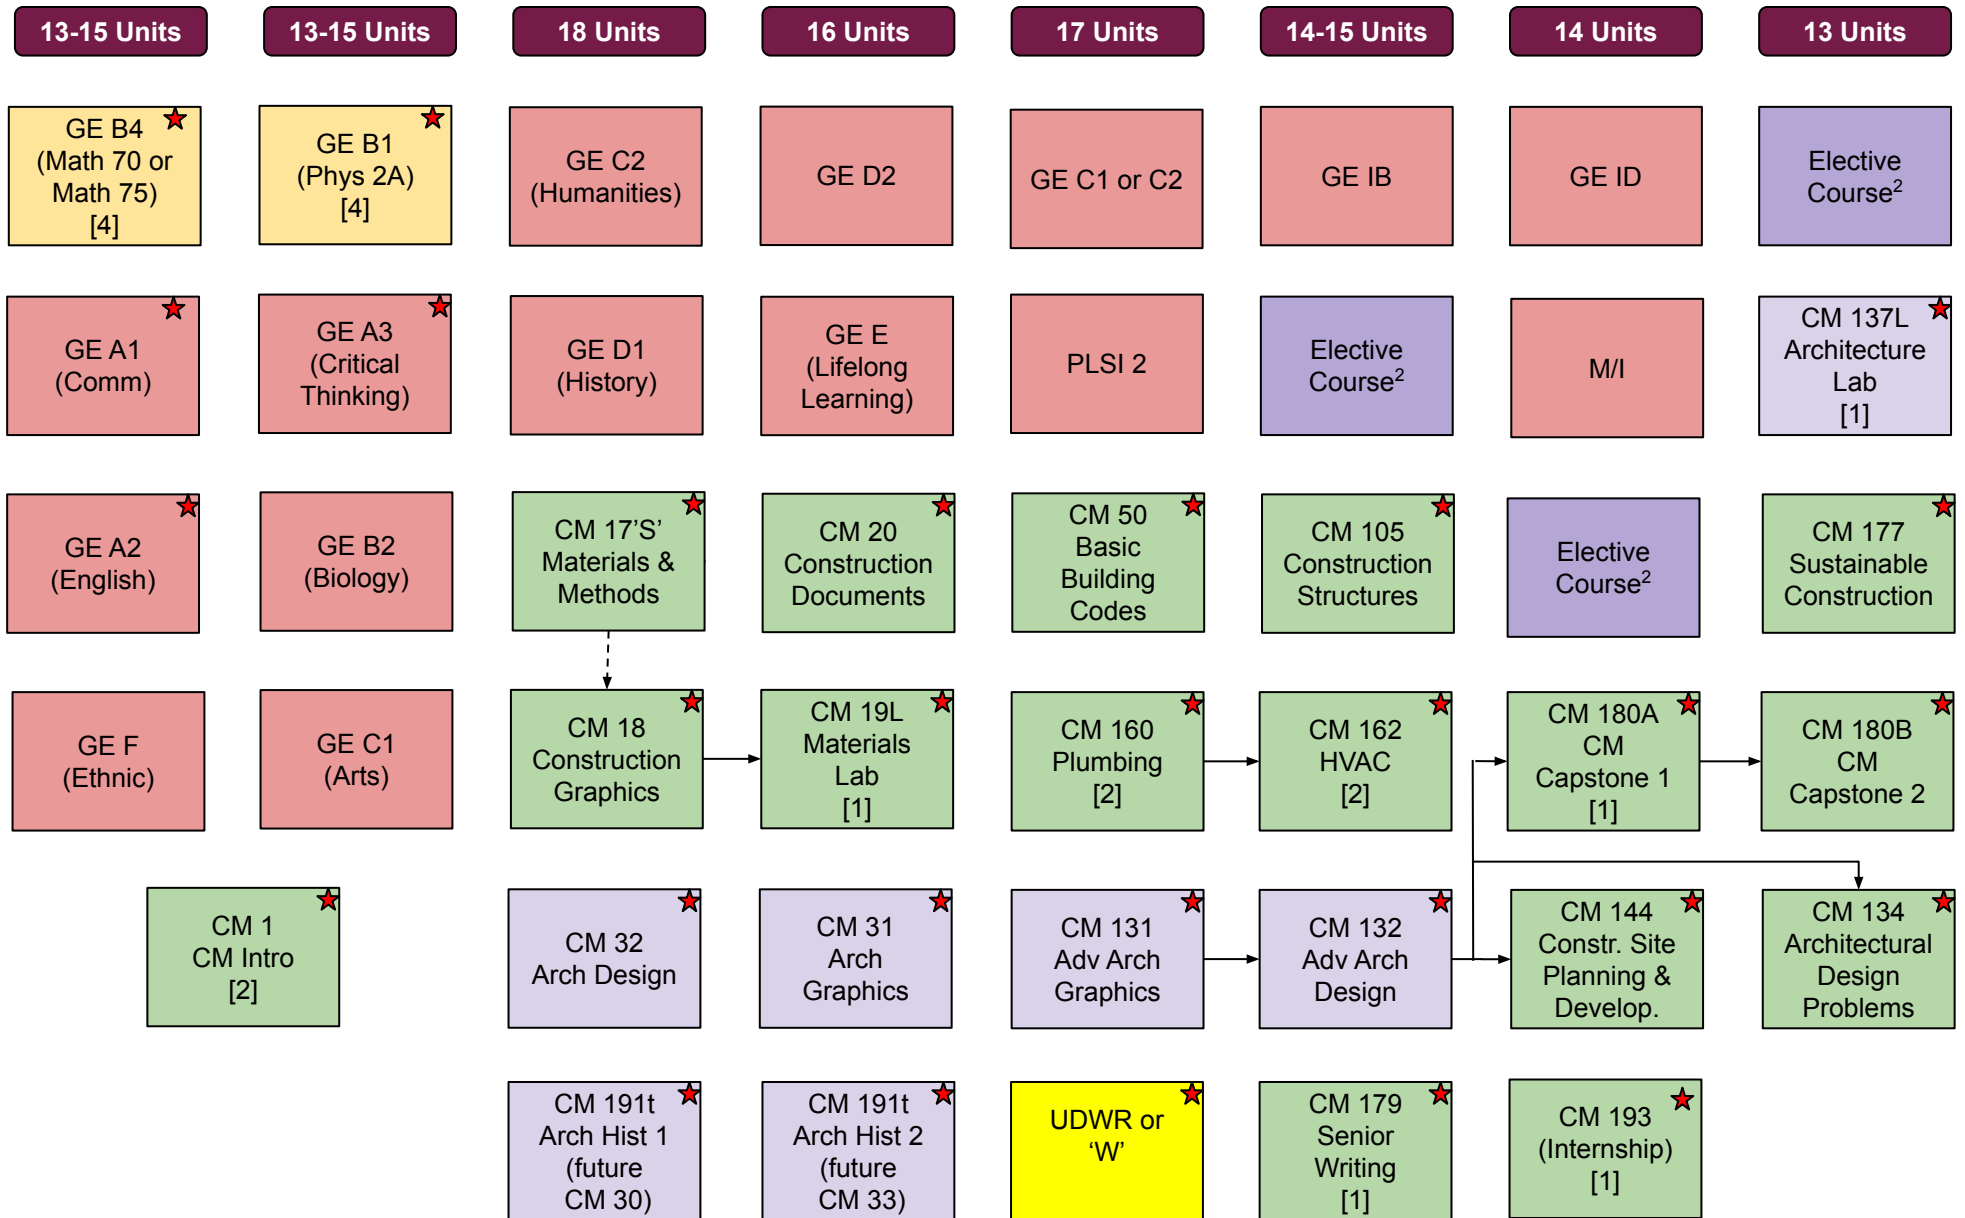 13-15 Units
13-15 Units
18 Units
16 Units
17 Units
14-15 Units
14 Units
13 Units
GE B4
(Math 70 or
Math 75)
[4]
GE B1
(Phys 2A)
[4]
GE C2
(Humanities)
GE D2
GE C1 or C2
GE IB
GE ID
Elective
Course2
GE A1
(Comm)
GE A3
(Critical
Thinking)
GE D1
(History)
GE E
(Lifelong
Learning)
PLSI 2
Elective
Course2
M/I
CM 137L
Architecture
Lab
[1]
GE A2
(English)
GE B2
(Biology)
CM 17’S’
Materials &
Methods
CM 20
Construction
Documents
CM 50
Basic
Building
Codes
CM 105
Construction
Structures
Elective
Course2
CM 177
Sustainable
Construction
GE F
(Ethnic)
GE C1
(Arts)
CM 18
Construction
Graphics
CM 19L
Materials
Lab
[1]
CM 160
Plumbing
[2]
CM 162
HVAC
[2]
CM 180A
CM
Capstone 1
[1]
CM 180B
CM
Capstone 2
CM 1
CM Intro
[2]
CM 32
Arch Design
CM 31
Arch
Graphics
CM 131
Adv Arch
Graphics
CM 132
Adv Arch
Design
CM 144
Constr. Site
Planning &
Develop.
CM 134
Architectural
Design
Problems
CM 191t
Arch Hist 1
(future
CM 30)
CM 191t
Arch Hist 2
(future
CM 33)
UDWR or
‘W’
CM 179
Senior
Writing
[1]
CM 193
(Internship)
[1]